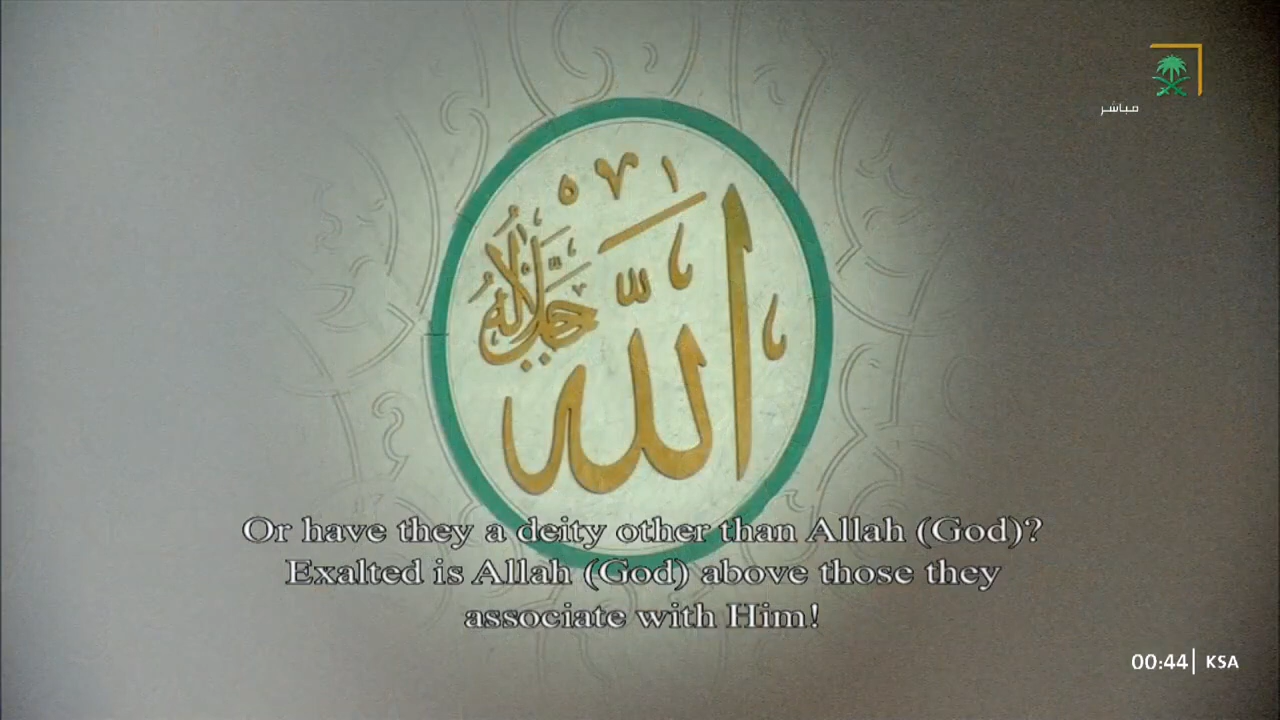 مباشر
الله
جل جلاله
Or have they a deity other than Allah (God)?
Exalted is Allah (God) above those they
associate with Him!
00:44| KSA